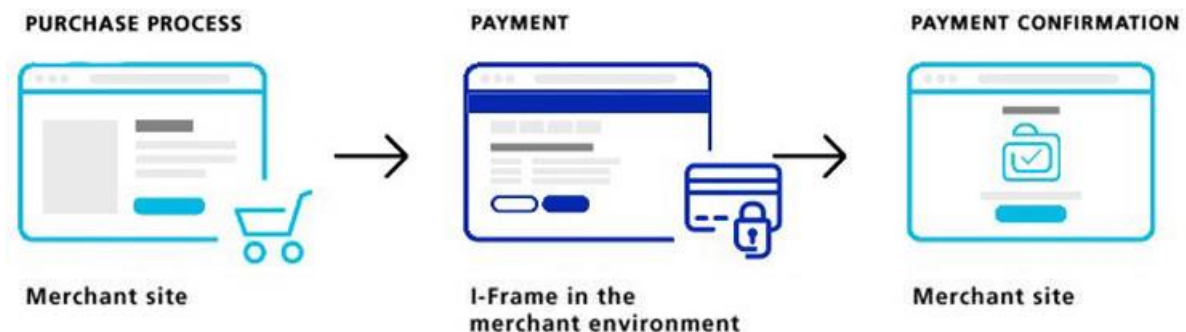 PURCHASE PROCESS
PAYMENT
PAYMENT CONFIRMATION
Merchant site
I-Frame in the
merchant environment
Merchant site